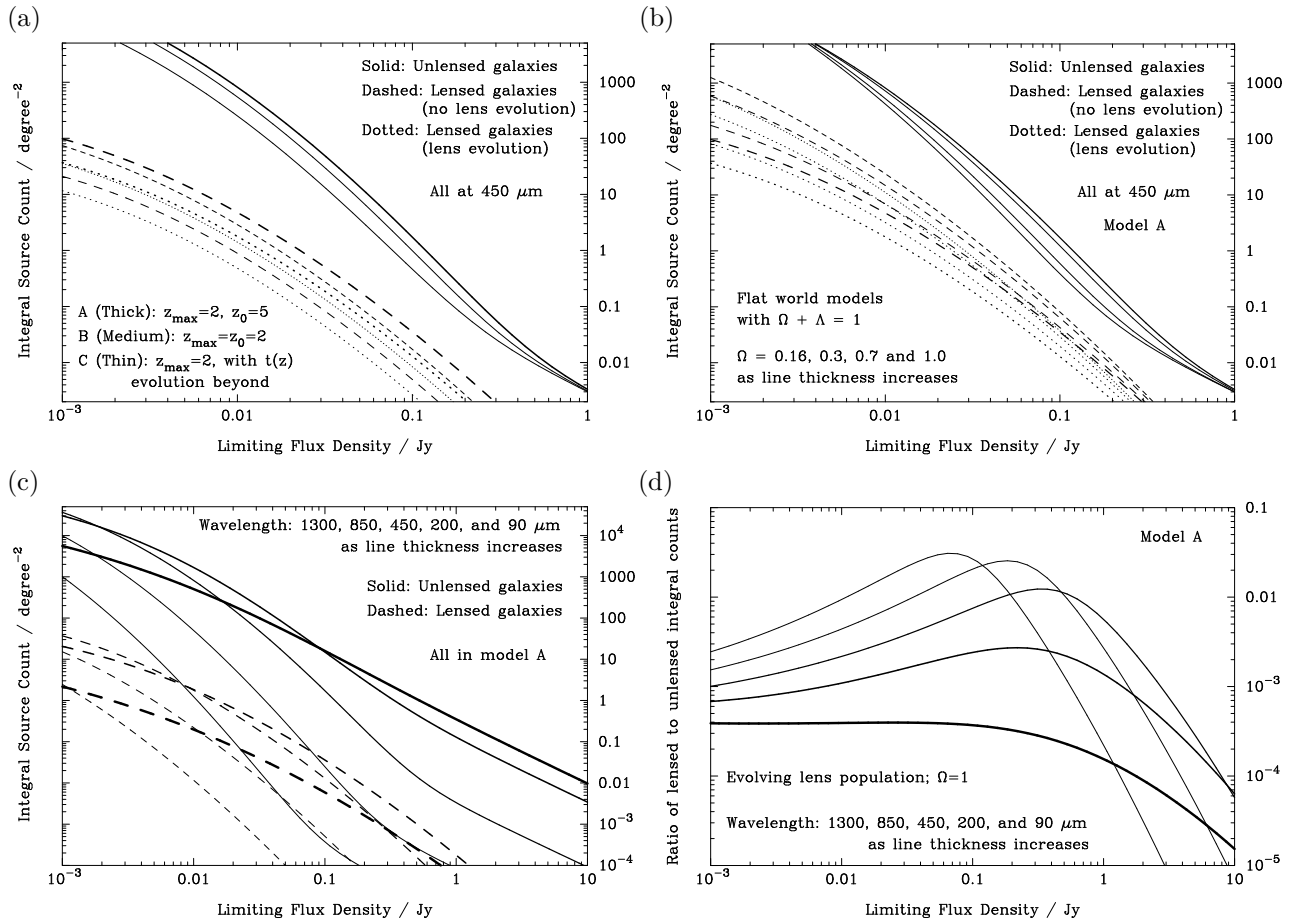 (a)
Integral Source Count / degree⁻²
Solid: Unlensed galaxies
Dashed: Lensed galaxies
(no lens evolution)
Dotted: Lensed galaxies
(lens evolution)
All at 450 μm
A (Thick): z_max=2, z_0=5
B (Medium): z_max=z_0=2
C (Thin): z_max=2, with t(z)
evolution beyond
1000
100
10
1
0.1
0.01
10⁻³ 0.01 0.1 1
Limiting Flux Density / Jy
(b)
Integral Source Count / degree⁻²
Solid: Unlensed galaxies
Dashed: Lensed galaxies
(no lens evolution)
Dotted: Lensed galaxies
(lens evolution)
All at 450 μm
Model A
Flat world models
with Ω + Λ = 1
Ω = 0.16, 0.3, 0.7 and 1.0
as line thickness increases
1000
100
10
1
0.1
0.01
10⁻³ 0.01 0.1 1
Limiting Flux Density / Jy
(c)
Integral Source Count / degree⁻²
Wavelength: 1300, 850, 450, 200, and 90 μm
as line thickness increases
Solid: Unlensed galaxies
Dashed: Lensed galaxies
All in model A
10⁴
1000
100
10
1
0.1
0.01
10⁻³
10⁻⁴
10⁻³ 0.01 0.1 1 10
Limiting Flux Density / Jy
(d)
Ratio of lensed to unlensed integral counts
Model A
Evolving lens population; Ω=1
Wavelength: 1300, 850, 450, 200, and 90 μm
as line thickness increases
0.1
0.01
10⁻³
10⁻⁴
10⁻⁵
10⁻³ 0.01 0.1 1 10
Limiting Flux Density / Jy